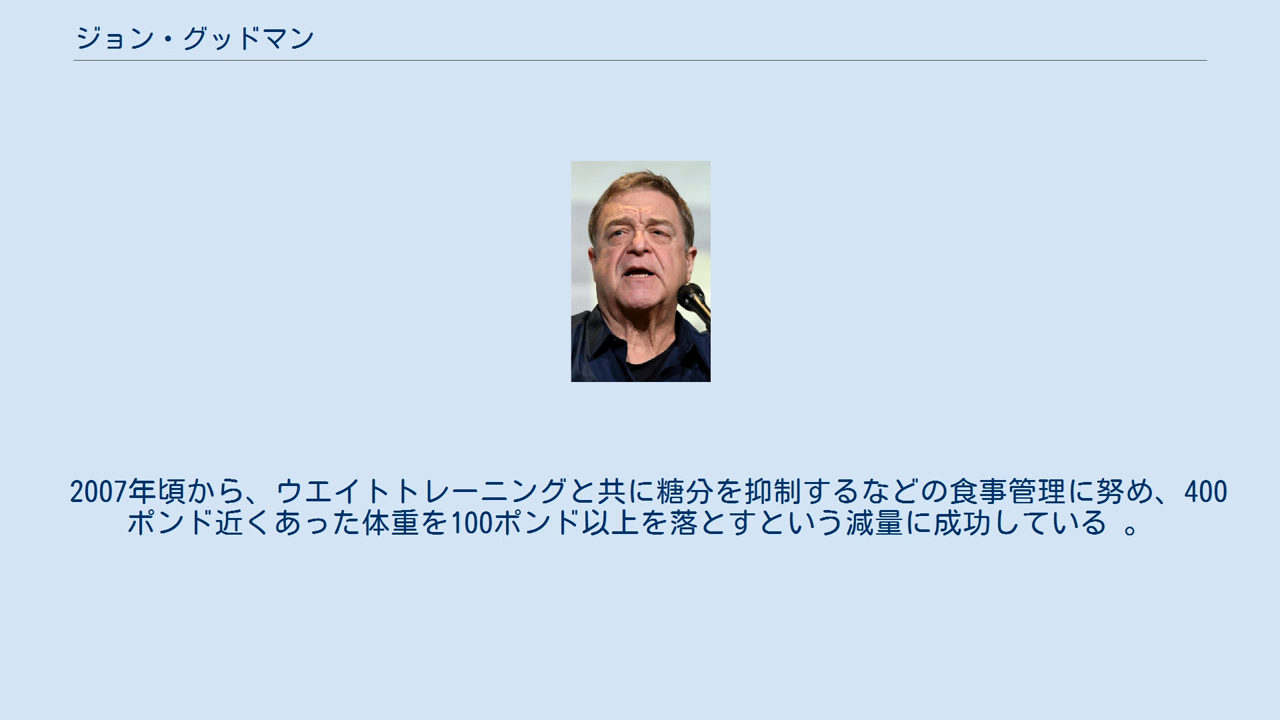 ジョン・グッドマン
2007年頃から、ウエイトトレーニングと共に糖分を抑制するなどの食事管理に努め、400
ポンド近くあった体重を100ポンド以上を落とすという減量に成功している 。